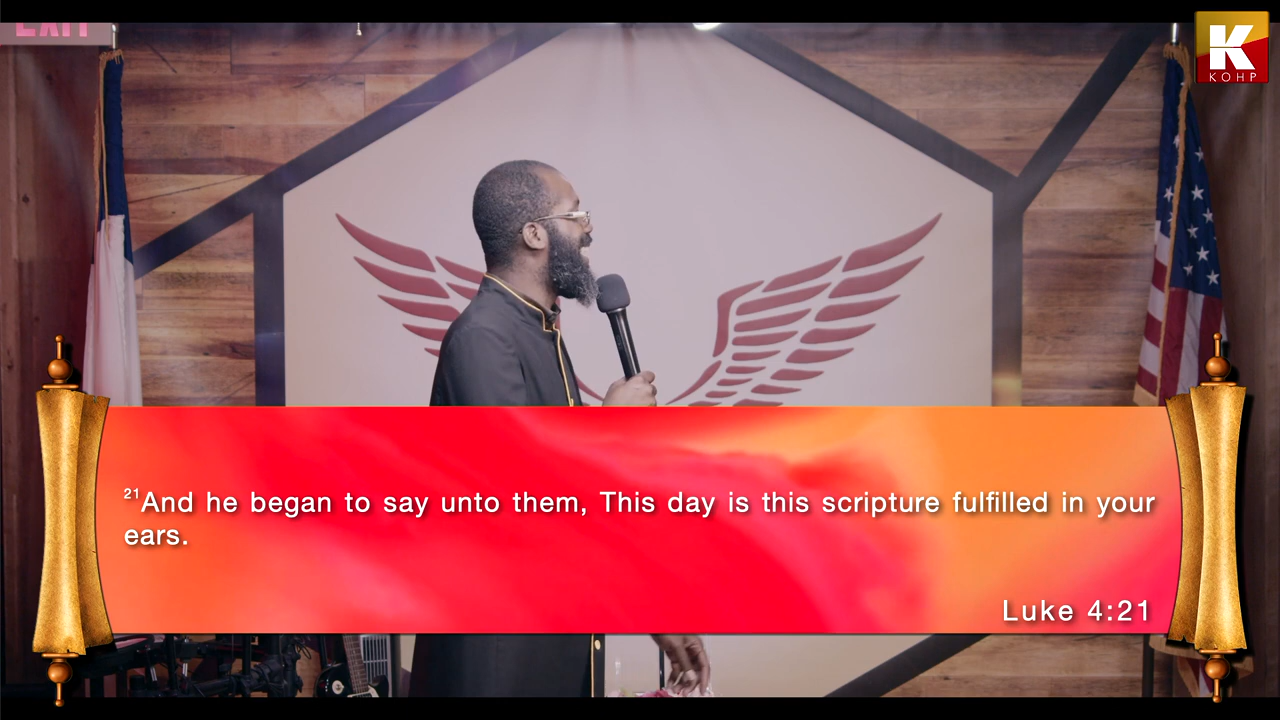 EXIT
K
KOHP
²¹And he began to say unto them, This day is this scripture fulfilled in your
ears.
Luke 4:21